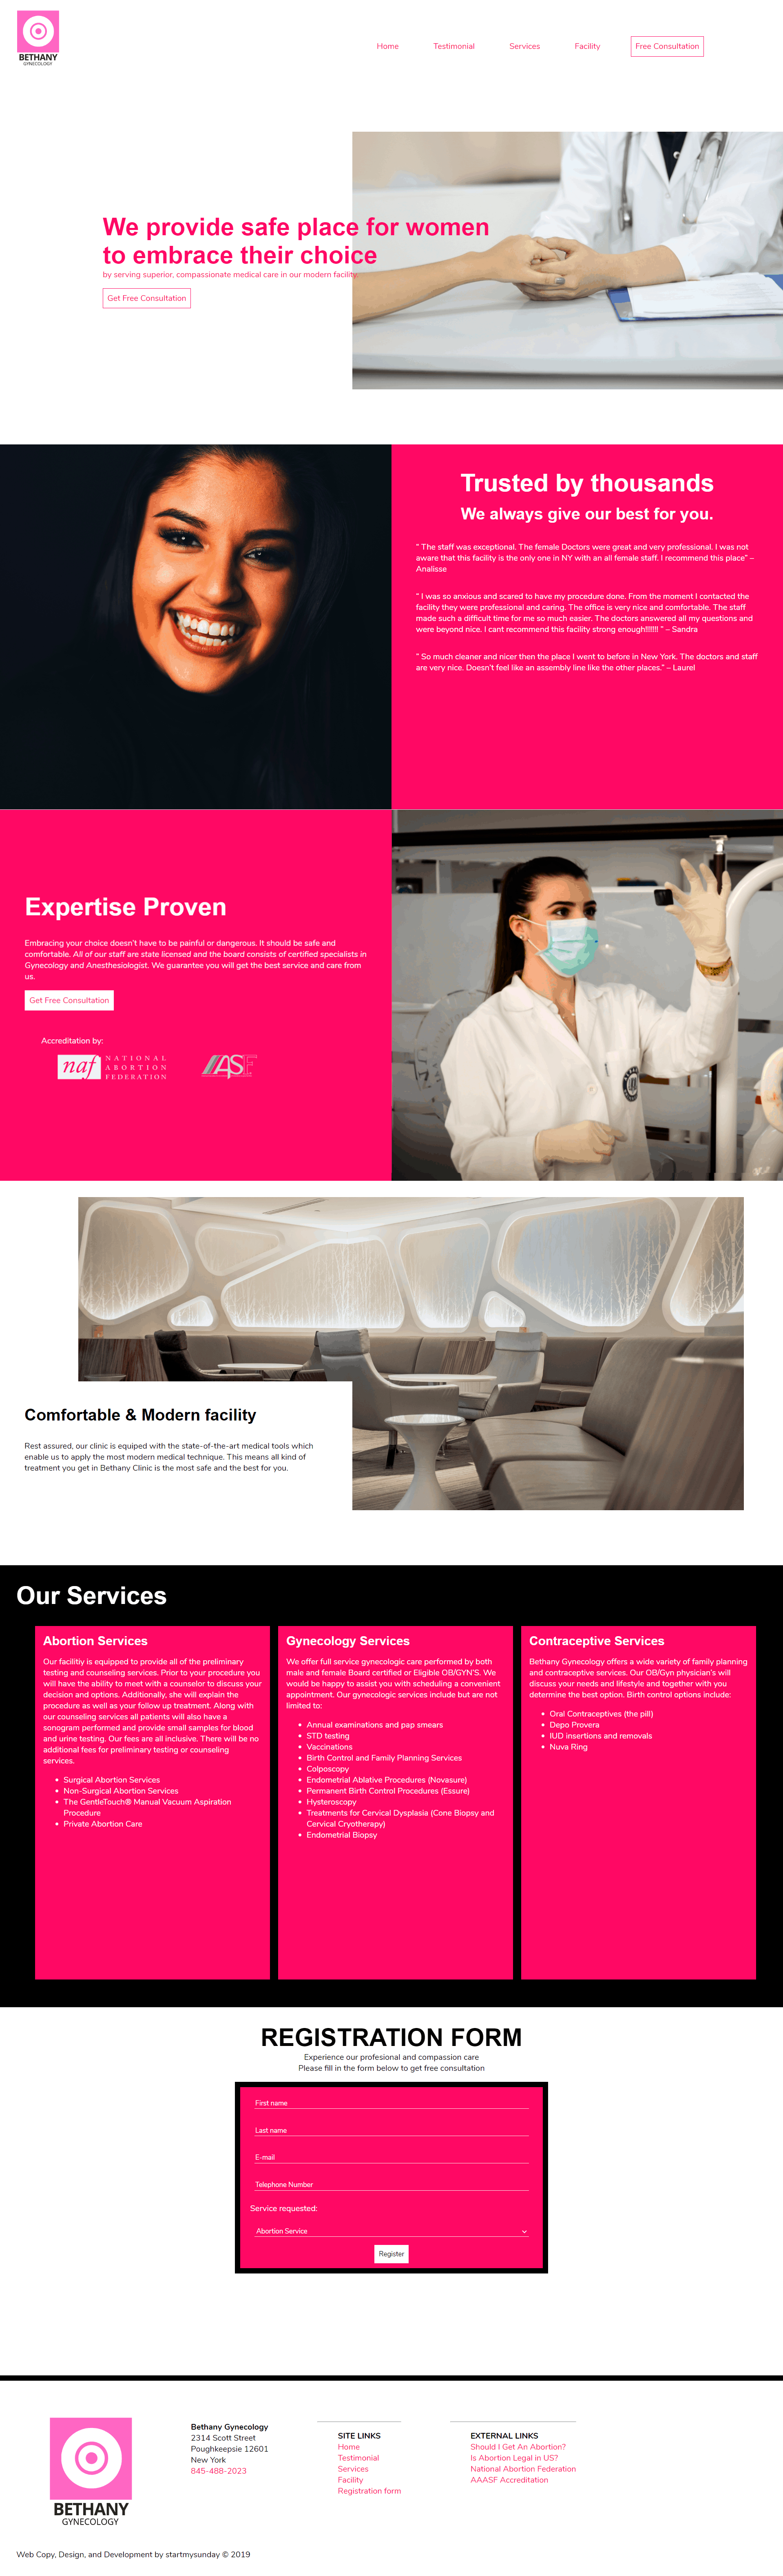 BETHANY
GYNECOLOGY
Home
Testimonial
Services
Facility
Free Consultation
We provide safe place for women
to embrace their choice
by serving superior, compassionate medical care in our modern facility.
Get Free Consultation
Trusted by thousands
We always give our best for you.
" The staff was exceptional. The female Doctors were great and very professional. I was not
aware that this facility is the only one in NY with an all female staff. I recommend this place" –
Analisse
" I was so anxious and scared to have my procedure done. From the moment I contacted the
facility they were professional and caring. The office is very nice and comfortable. The staff
made such a difficult time for me so much easier. The doctors answered all my questions and
were beyond nice. I cant recommend this facility strong enough!!!!!!! " – Sandra
" So much cleaner and nicer then the place I went to before in New York. The doctors and staff
are very nice. Doesn't feel like an assembly line like the other places." – Laurel
Expertise Proven
Embracing your choice doesn't have to be painful or dangerous. It should be safe and
comfortable. All of our staff are state licensed and the board consists of certified specialists in
Gynecology and Anesthesiologist. We guarantee you will get the best service and care from
us.
Get Free Consultation
Accreditation by:
naf NATIONAL
ABORTION
FEDERATION
Comfortable & Modern facility
Rest assured, our clinic is equiped with the state-of-the-art medical tools which
enable us to apply the most modern medical technique. This means all kind of
treatment you get in Bethany Clinic is the most safe and the best for you.
Our Services
Abortion Services
Our facilitiy is equipped to provide all of the preliminary
testing and counseling services. Prior to your procedure you
will have the ability to meet with a counselor to discuss your
decision and options. Additionally, she will explain the
procedure as well as your follow up treatment. Along with
our counseling services all patients will also have a
sonogram performed and provide small samples for blood
and urine testing. Our fees are all inclusive. There will be no
additional fees for preliminary testing or counseling
services.
• Surgical Abortion Services
• Non-Surgical Abortion Services
• The GentleTouch® Manual Vacuum Aspiration
Procedure
• Private Abortion Care
Gynecology Services
We offer full service gynecologic care performed by both
male and female Board certified or Eligible OB/GYN'S. We
would be happy to assist you with scheduling a convenient
appointment. Our gynecologic services include but are not
limited to:
• Annual examinations and pap smears
• STD testing
• Vaccinations
• Birth Control and Family Planning Services
• Colposcopy
• Endometrial Ablative Procedures (Novasure)
• Permanent Birth Control Procedures (Essure)
• Hysteroscopy
• Treatments for Cervical Dysplasia (Cone Biopsy and
Cervical Cryotherapy)
• Endometrial Biopsy
Contraceptive Services
Bethany Gynecology offers a wide variety of family planning
and contraceptive services. Our OB/Gyn physician's will
discuss your needs and lifestyle and together with you
determine the best option. Birth control options include:
• Oral Contraceptives (the pill)
• Depo Provera
• IUD insertions and removals
• Nuva Ring
REGISTRATION FORM
Experience our profesional and compassion care
Please fill in the form below to get free consultation
First name
Last name
E-mail
Telephone Number
Service requested:
Abortion Service
Register
BETHANY
GYNECOLOGY
Bethany Gynecology
2314 Scott Street
Poughkeepsie 12601
New York
845-488-2023
SITE LINKS
Home
Testimonial
Services
Facility
Registration form
EXTERNAL LINKS
Should I Get An Abortion?
Is Abortion Legal in US?
National Abortion Federation
AAASF Accreditation
Web Copy, Design, and Development by startmysunday © 2019